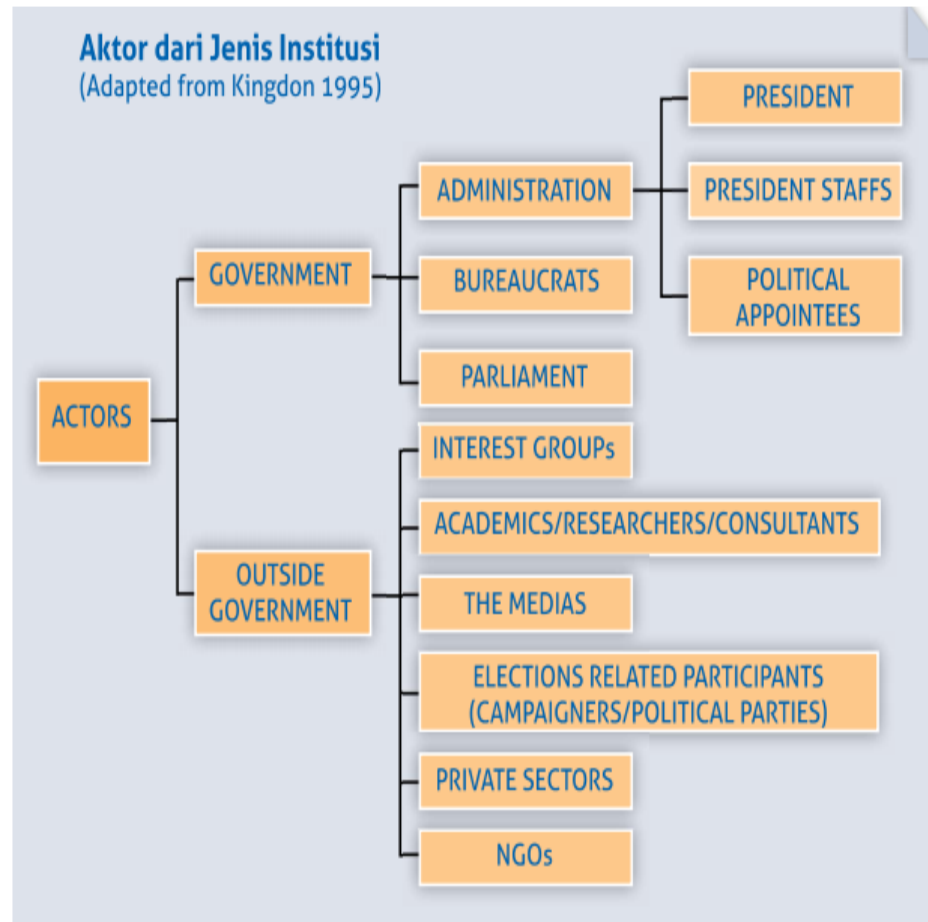 Aktor dari Jenis Institusi
(Adapted from Kingdon 1995)
ACTORS
GOVERNMENT
ADMINISTRATION
PRESIDENT
PRESIDENT STAFFS
POLITICAL
APPOINTEES
BUREAUCRATS
PARLIAMENT
OUTSIDE
GOVERNMENT
INTEREST GROUPs
ACADEMICS/RESEARCHERS/CONSULTANTS
THE MEDIAS
ELECTIONS RELATED PARTICIPANTS
(CAMPAIGNERS/POLITICAL PARTIES)
PRIVATE SECTORS
NGOs